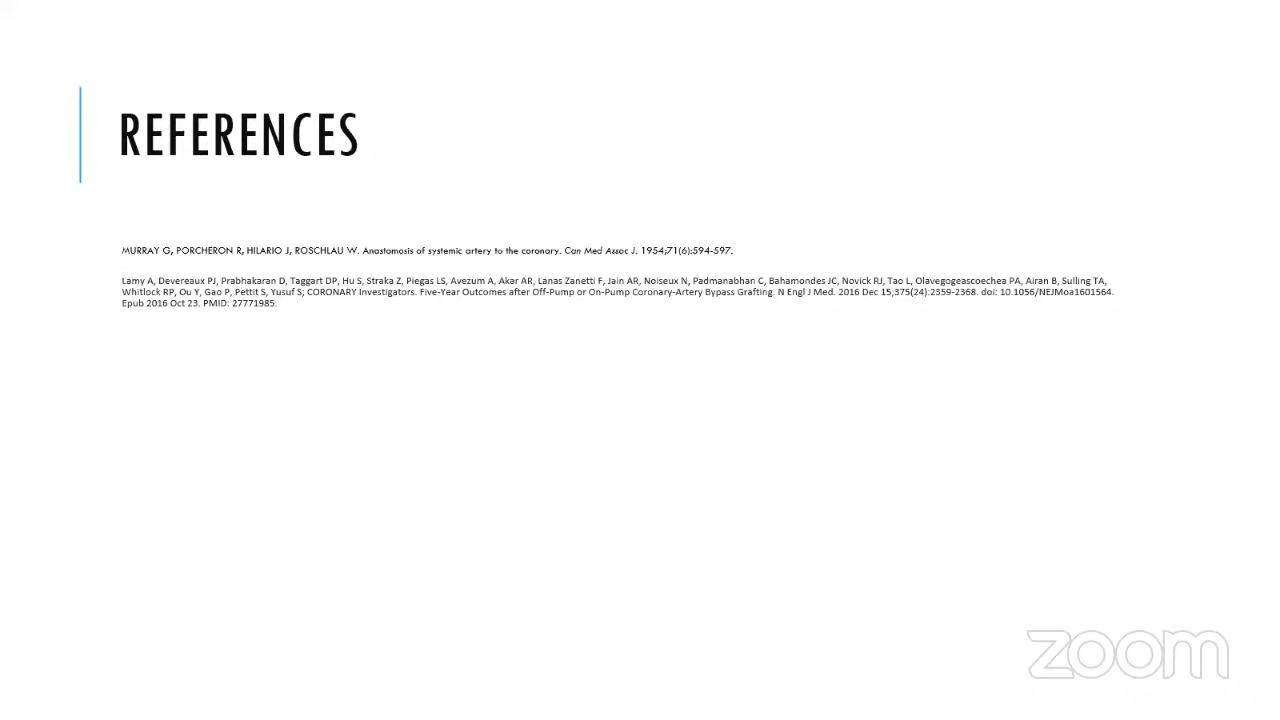 REFERENCES
MURRAY G, PORCHERON R, HILARIO J, ROSCHLAU W. Anastomosis of systemic artery to the coronary. Can Med Assoc J. 1954;71(6):594-597.
Lamy A, Devereaux PJ, Prabhakaran D, Taggart DP, Hu S, Straka Z, Piegas LS, Avezum A, Akar AR, Lanas Zanetti F, Jain AR, Noiseux N, Padmanabhan C, Bahamondes JC, Novick RJ, Tao L, Olavegogeascoechea PA, Airan B, Sulling TA,
Whitlock RP, Ou Y, Gao P, Pettit S, Yusuf S; CORONARY Investigators. Five-Year Outcomes after Off-Pump or On-Pump Coronary-Artery Bypass Grafting. N Engl J Med. 2016 Dec 15;375(24):2359-2368. doi: 10.1056/NEJMoa1601564.
Epub 2016 Oct 23. PMID: 27771985.
zoom